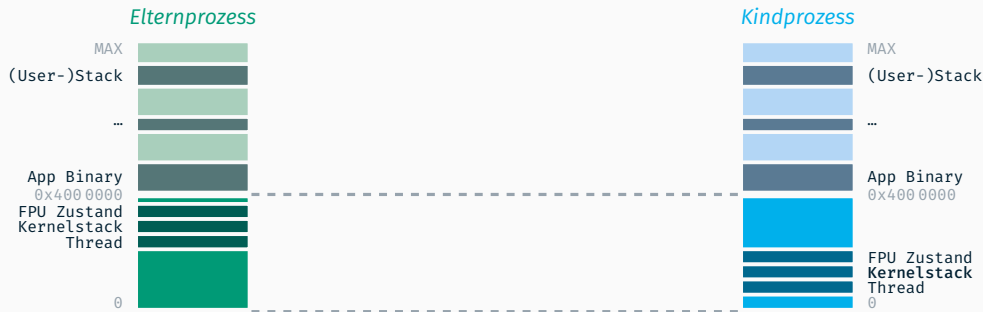 Elternprozess
MAX
(User-)Stack
…
App Binary
0x400 0000
FPU Zustand
Kernelstack
Thread
0
Kindprozess
MAX
(User-)Stack
…
App Binary
0x400 0000
FPU Zustand
Kernelstack
Thread
0